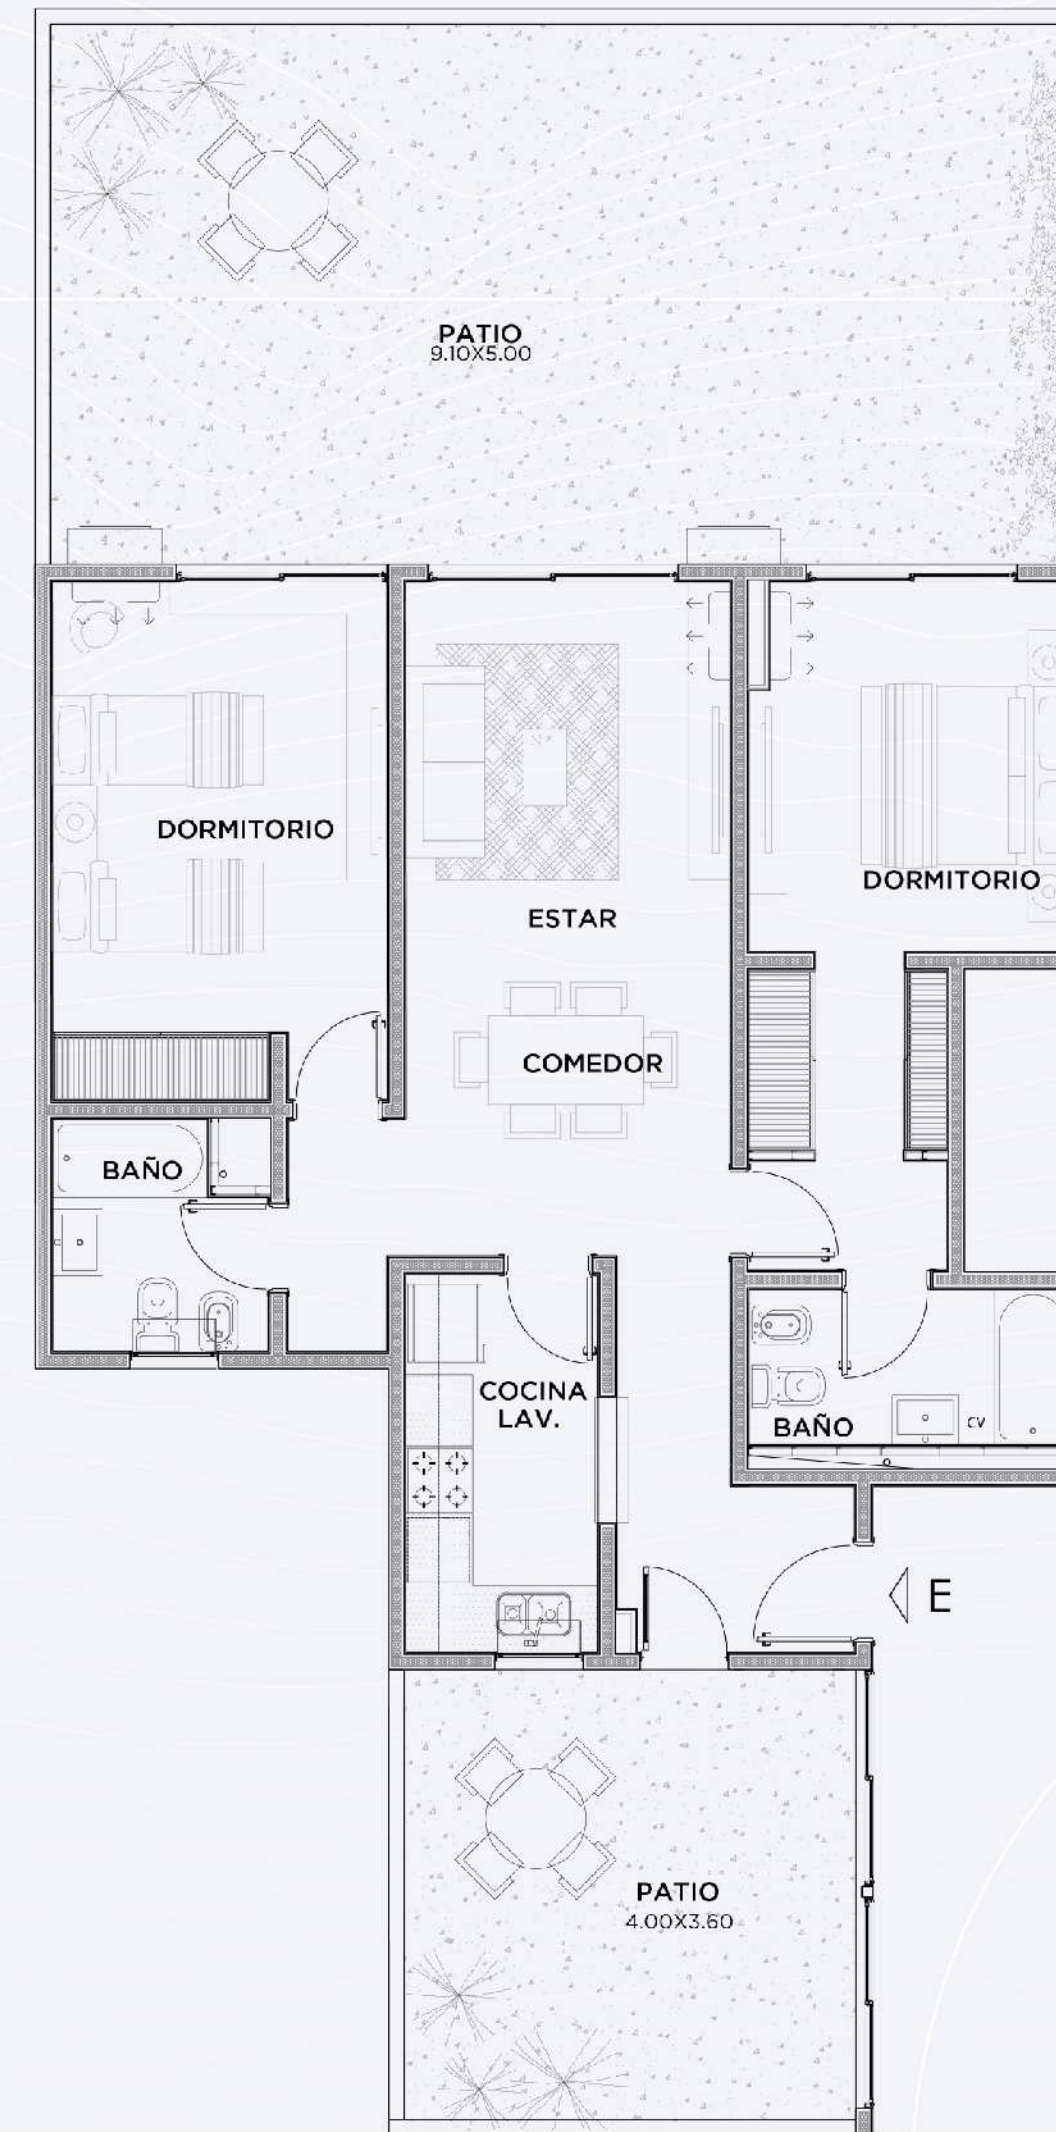 PATIO
9.10X5.00
DORMITORIO
DORMITORIO
ESTAR
COMEDOR
BAÑO
COCINA
LAV.
BAÑO
CV
E
PATIO
4.00X3.60